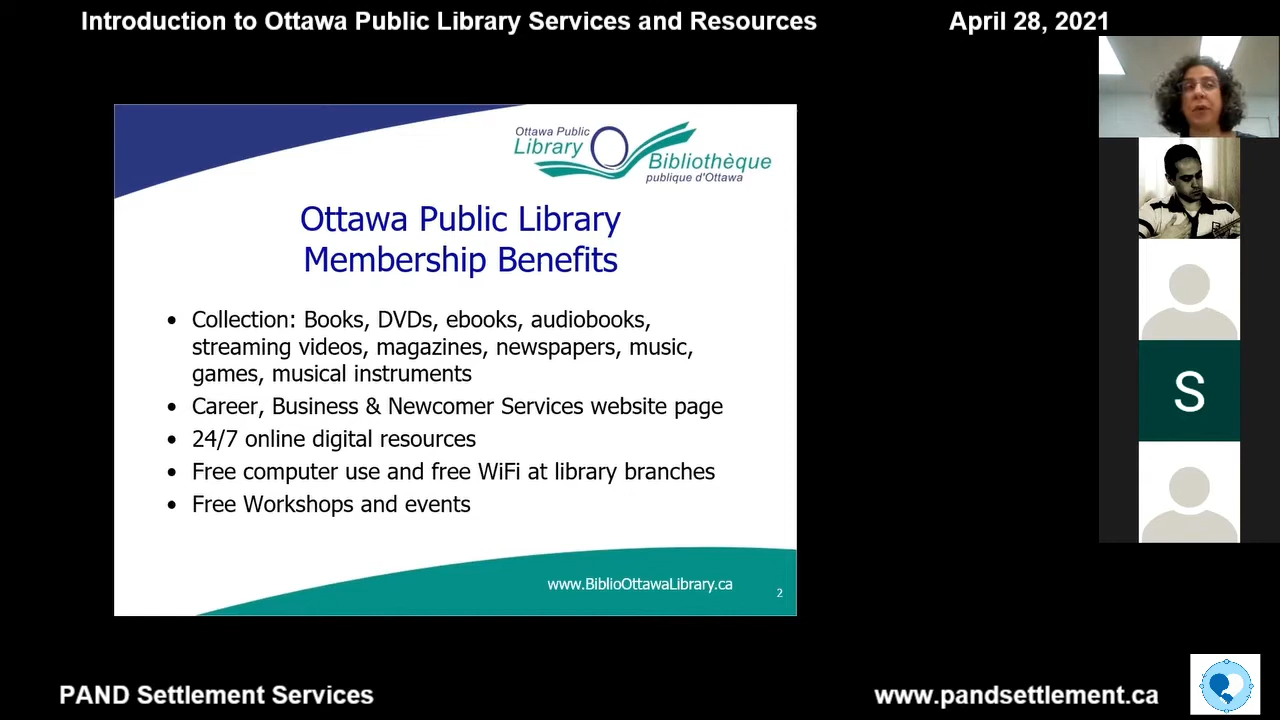 Introduction to Ottawa Public Library Services and Resources April 28, 2021
Ottawa Public
Library
Bibliothèque
publique d'Ottawa
Ottawa Public Library
Membership Benefits
• Collection: Books, DVDs, ebooks, audiobooks,
streaming videos, magazines, newspapers, music,
games, musical instruments
• Career, Business & Newcomer Services website page
• 24/7 online digital resources
• Free computer use and free WiFi at library branches
• Free Workshops and events
www.BiblioOttawaLibrary.ca
2
S
PAND Settlement Services www.pandsettlement.ca